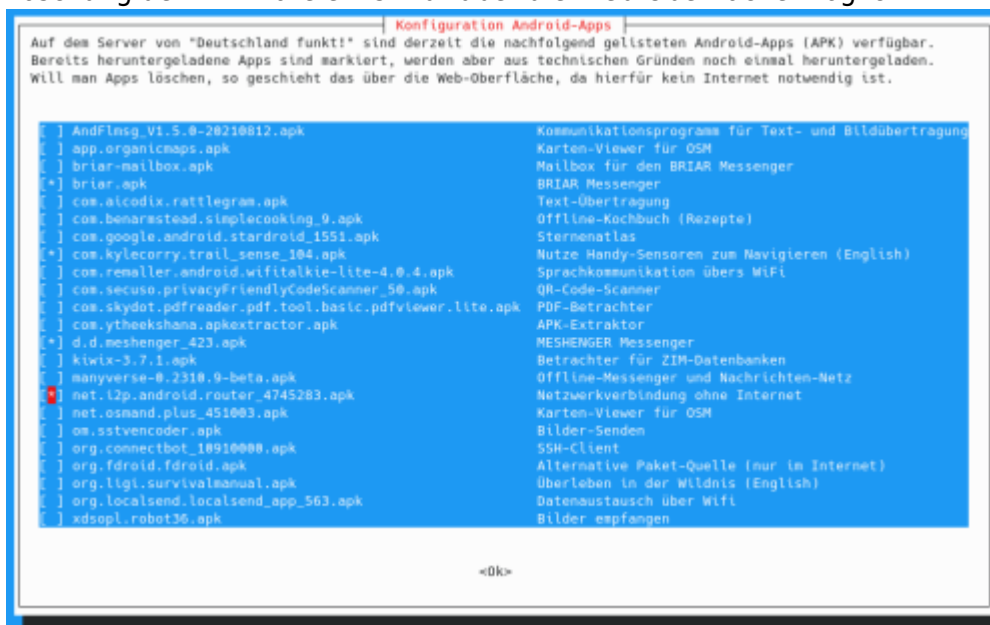 Konfiguration Android-Apps
Auf dem Server von "Deutschland funkt!" sind derzeit die nachfolgend gelisteten Android-Apps (APK) verfügbar.
Bereits heruntergeladene Apps sind markiert, werden aber aus technischen Gründen noch einmal heruntergeladen.
Will man Apps löschen, so geschieht das über die Web-Oberfläche, da hierfür kein Internet notwendig ist.
[ ] AndFlmsg_V1.5.0-20210812.apk Kommunikationsprogramm für Text- und Bildübertragung
[ ] app.organicmaps.apk Karten-Viewer für OSM
[ ] briar-mailbox.apk Mailbox für den BRIAR Messenger
[*] briar.apk BRIAR Messenger
[ ] com.aicodix.rattlegram.apk Text-Übertragung
[ ] com.benarmstead.simplecooking_9.apk Offline-Kochbuch (Rezepte)
[ ] com.google.android.stardroid_1551.apk Sternenatlas
[*] com.kylecorry.trail_sense_104.apk Nutze Handy-Sensoren zum Navigieren (English)
[ ] com.remaller.android.wifitalkie-lite-4.0.4.apk Sprachkommunikation übers WiFi
[ ] com.secuso.privacyFriendlyCodeScanner_50.apk QR-Code-Scanner
[ ] com.skydot.pdfreader.pdf.tool.basic.pdfviewer.lite.apk PDF-Betrachter
[ ] com.ytheekshana.apkextractor.apk APK-Extraktor
[*] d.d.meshenger_423.apk MESHENGER Messenger
[ ] kiwix-3.7.1.apk Betrachter für ZIM-Datenbanken
[ ] manyverse-0.2310.9-beta.apk Offline-Messenger und Nachrichten-Netz
[*] net.i2p.android.router_4745283.apk Netzwerkverbindung ohne Internet
[ ] net.osmand.plus_451003.apk Karten-Viewer für OSM
[ ] om.sstvencoder.apk Bilder-Senden
[ ] org.connectbot_10910000.apk SSH-Client
[ ] org.fdroid.fdroid.apk Alternative Paket-Quelle (nur im Internet)
[ ] org.ligi.survivalmanual.apk Überleben in der Wildnis (English)
[ ] org.localsend.localsend_app_563.apk Datenaustausch über Wifi
[ ] xdsopl.robot36.apk Bilder empfangen
<Ok>